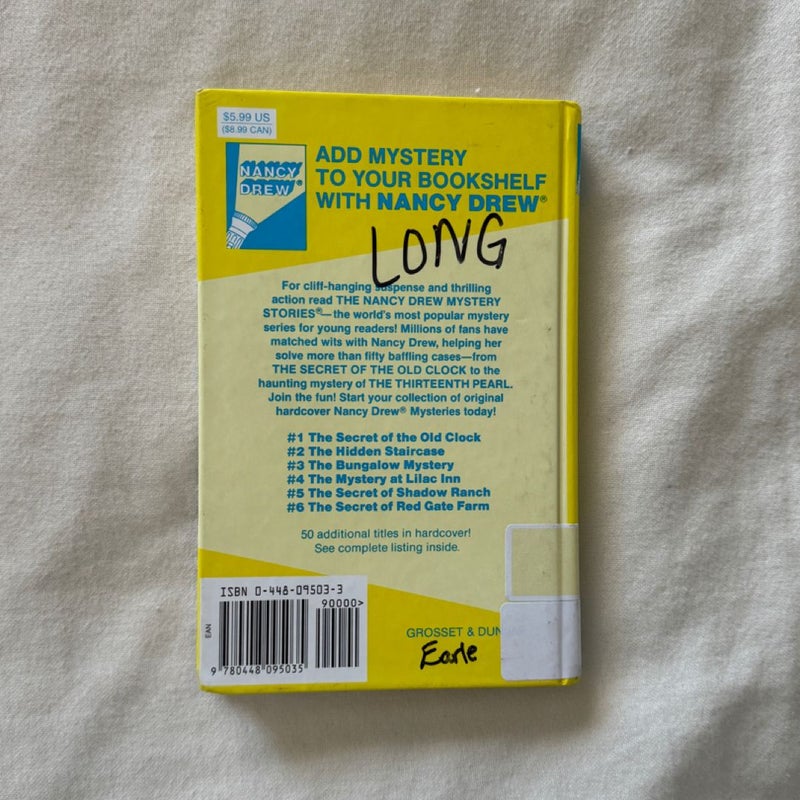 $5.99 US
($8.99 CAN)
NANCY
DREW®
ADD MYSTERY
TO YOUR BOOKSHELF
WITH NANCY DREW®
LONG
For cliff-hanging suspense and thrilling
action read THE NANCY DREW MYSTERY
STORIES®—the world's most popular mystery
series for young readers! Millions of fans have
matched wits with Nancy Drew, helping her
solve more than fifty baffling cases—from
THE SECRET OF THE OLD CLOCK to the
haunting mystery of THE THIRTEENTH PEARL.
Join the fun! Start your collection of original
hardcover Nancy Drew® Mysteries today!
#1 The Secret of the Old Clock
#2 The Hidden Staircase
#3 The Bungalow Mystery
#4 The Mystery at Lilac Inn
#5 The Secret of Shadow Ranch
#6 The Secret of Red Gate Farm
50 additional titles in hardcover!
See complete listing inside.
ISBN 0-448-09503-3
90000>
EAN
9 780448 095035
GROSSET & DUN
Earle